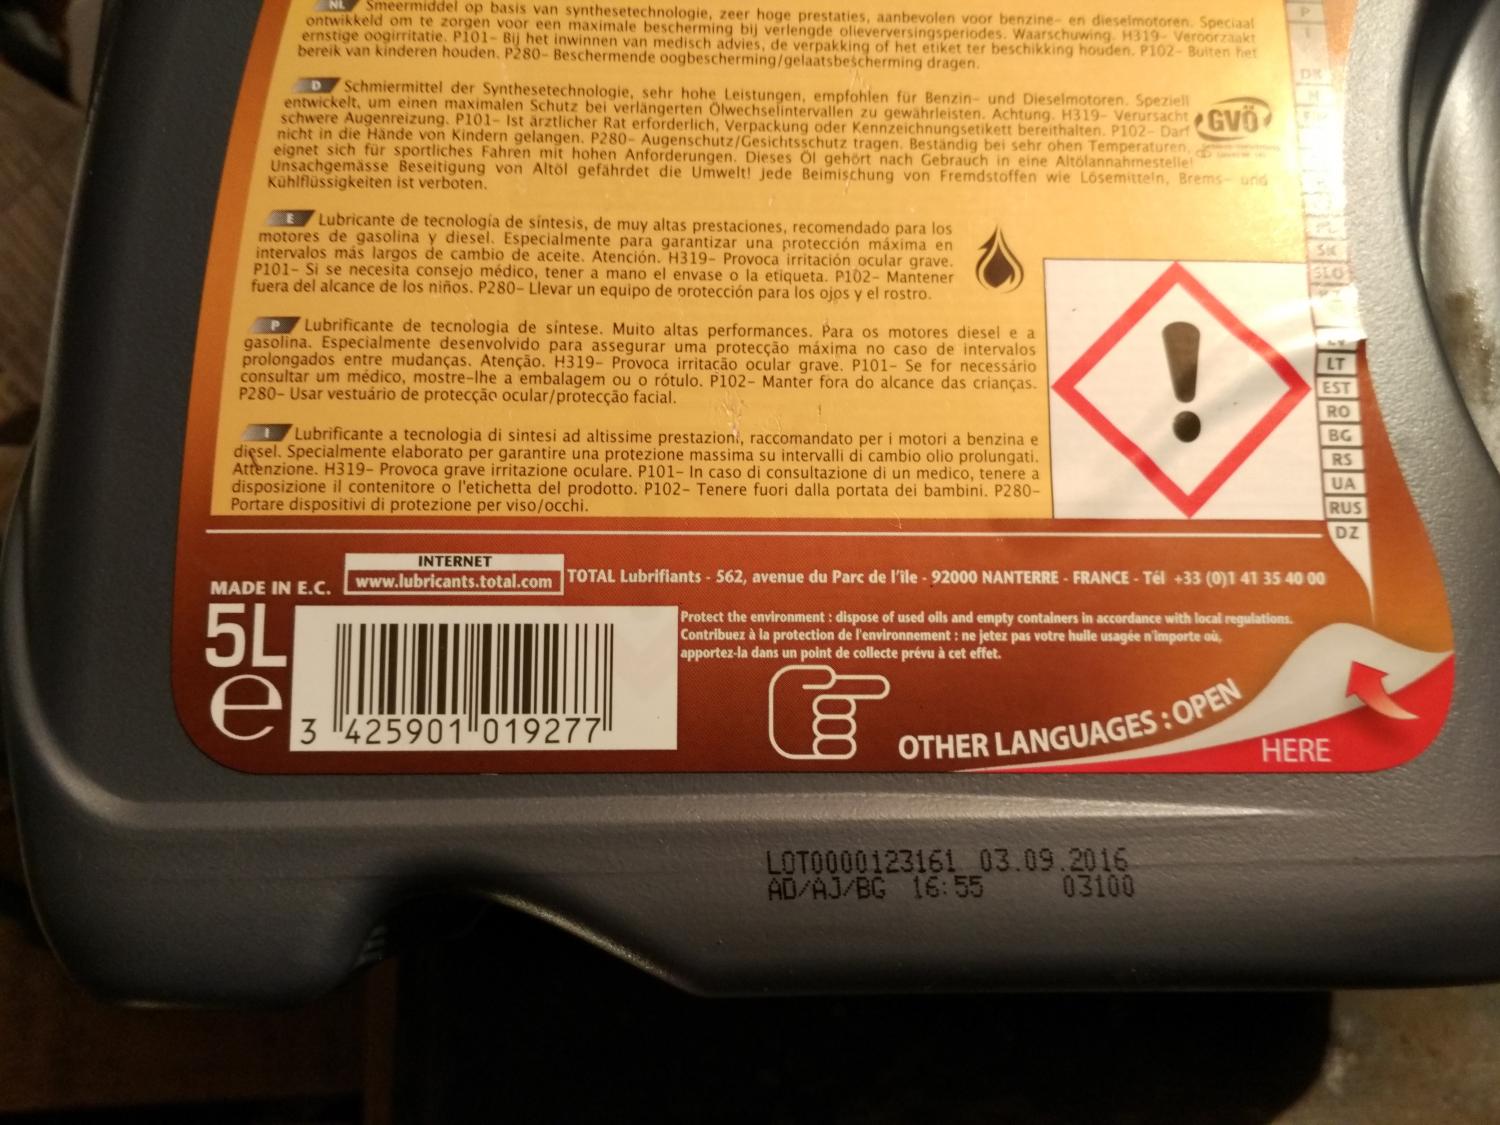 NL Smeermiddel op basis van synthesetechnologie, zeer hoge prestaties, aanbevolen voor benzine- en dieselmotoren. Speciaal
ontwikkeld om te zorgen voor een maximale bescherming bij verlengde olieverversingsperiodes. Waarschuwing. H319- Veroorzaakt
ernstige oogirritatie. P101- Bij het inwinnen van medisch advies, de verpakking of het etiket ter beschikking houden. P102- Buiten het
bereik van kinderen houden. P280- Beschermende oogbescherming/gelaatsbescherming dragen.
D Schmiermittel der Synthesetechnologie, sehr hohe Leistungen, empfohlen für Benzin- und Dieselmotoren. Speziell
entwickelt, um einen maximalen Schutz bei verlängerten Ölwechselintervallen zu gewährleisten. Achtung. H319- Verursacht
schwere Augenreizung. P101- Ist ärztlicher Rat erforderlich, Verpackung oder Kennzeichnungsetikett bereithalten. P102- Darf
nicht in die Hände von Kindern gelangen. P280- Augenschutz/Gesichtsschutz tragen. Beständig bei sehr ohen Temperaturen,
eignet sich für sportliches Fahren mit hohen Anforderungen. Dieses Öl gehört nach Gebrauch in eine Altölannahmestelle!
Unsachgemässe Beseitigung von Altöl gefährdet die Umwelt! Jede Beimischung von Fremdstoffen wie Lösemitteln, Brems- und
Kühlflüssigkeiten ist verboten.
GVÖ
E Lubricante de tecnología de síntesis, de muy altas prestaciones, recomendado para los
motores de gasolina y diesel. Especialmente para garantizar una protección máxima en
intervalos más largos de cambio de aceite. Atención. H319- Provoca irritación ocular grave.
P101- Si se necesita consejo médico, tener a mano el envase o la etiqueta. P102- Mantener
fuera del alcance de los niños. P280- Llevar un equipo de protección para los ojos y el rostro.
P Lubrificante de tecnologia de síntese. Muito altas performances. Para os motores diesel e a
gasolina. Especialmente desenvolvido para assegurar uma protecção máxima no caso de intervalos
prolongados entre mudanças. Atenção. H319- Provoca irritacão ocular grave. P101- Se for necessário
consultar um médico, mostre-lhe a embalagem ou o rótulo. P102- Manter fora do alcance das crianças.
P280- Usar vestuário de protecção ocular/protecção facial.
I Lubrificante a tecnologia di sintesi ad altissime prestazioni, raccomandato per i motori a benzina e
diesel. Specialmente elaborato per garantire una protezione massima su intervalli di cambio olio prolungati.
Attenzione. H319- Provoca grave irritazione oculare. P101- In caso di consultazione di un medico, tenere a
disposizione il contenitore o l'etichetta del prodotto. P102- Tenere fuori dalla portata dei bambini. P280-
Portare dispositivi di protezione per viso/occhi.
P
DK
SK
SLO
LV
LT
EST
RO
BG
RS
UA
RUS
DZ
MADE IN E.C.
INTERNET
www.lubricants.total.com
TOTAL Lubrifiants - 562, avenue du Parc de l'île - 92000 NANTERRE - FRANCE - Tél +33 (0)1 41 35 40 00
5L
e
3 425901 019277
Protect the environment : dispose of used oils and empty containers in accordance with local regulations.
Contribuez à la protection de l'environnement : ne jetez pas votre huile usagée n'importe où,
apportez-la dans un point de collecte prévu à cet effet.
OTHER LANGUAGES : OPEN
HERE
LOT0000123161 03.09.2016
AD/AJ/BG 16:55 03100